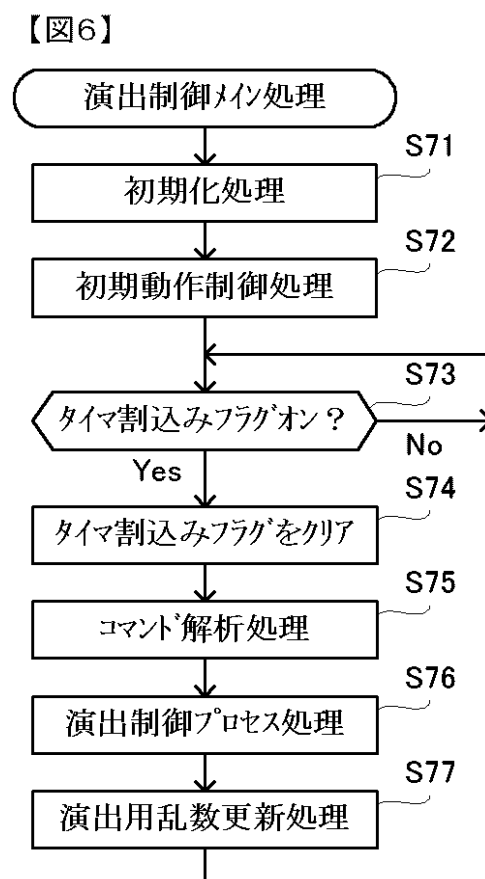 【図6】
演出制御ﾒｲﾝ処理
S71
初期化処理
S72
初期動作制御処理
S73
タイマ割込みフラグオン？
No
Yes
S74
タイマ割込みフラグをクリア
S75
コマンド解析処理
S76
演出制御プロセス処理
S77
演出用乱数更新処理